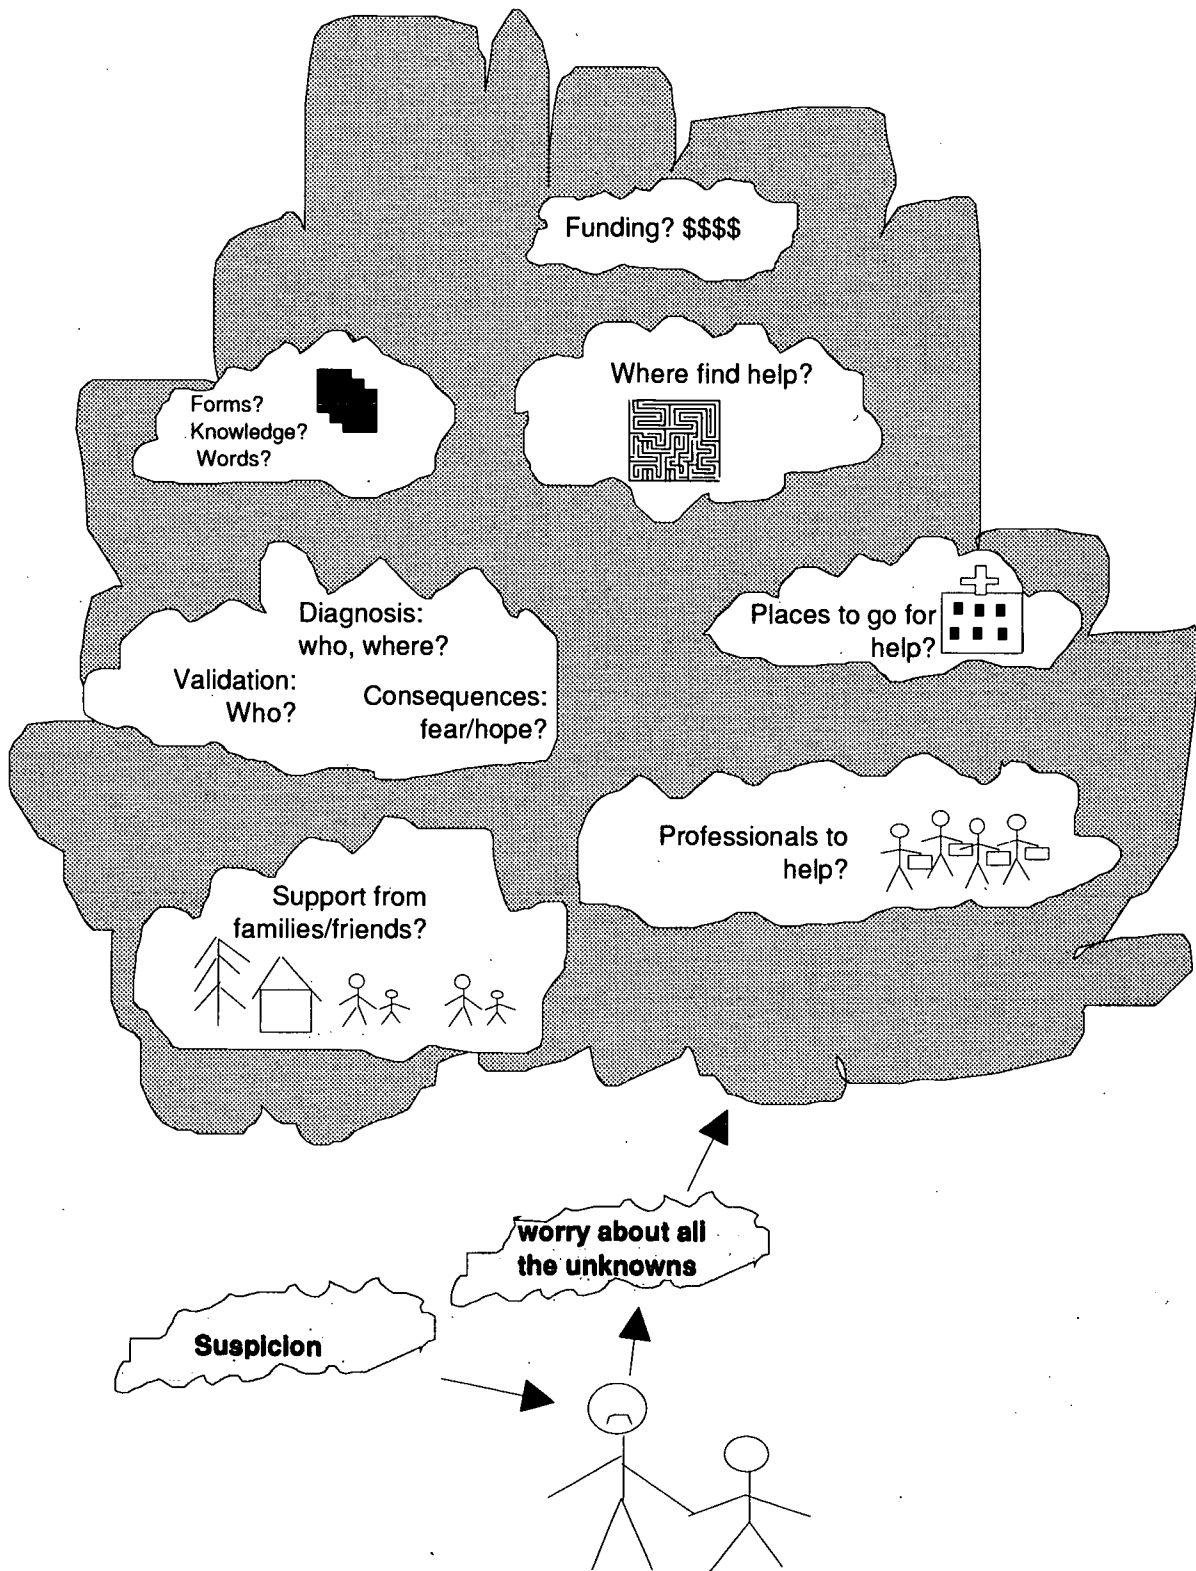 Funding? $$$$
Where find help?
Forms?
Knowledge?
Words?
Diagnosis:
who, where?
Validation:
Who?
Consequences:
fear/hope?
Places to go for
help?
Professionals to
help?
Support from
families/friends?
worry about all
the unknowns
Suspicion